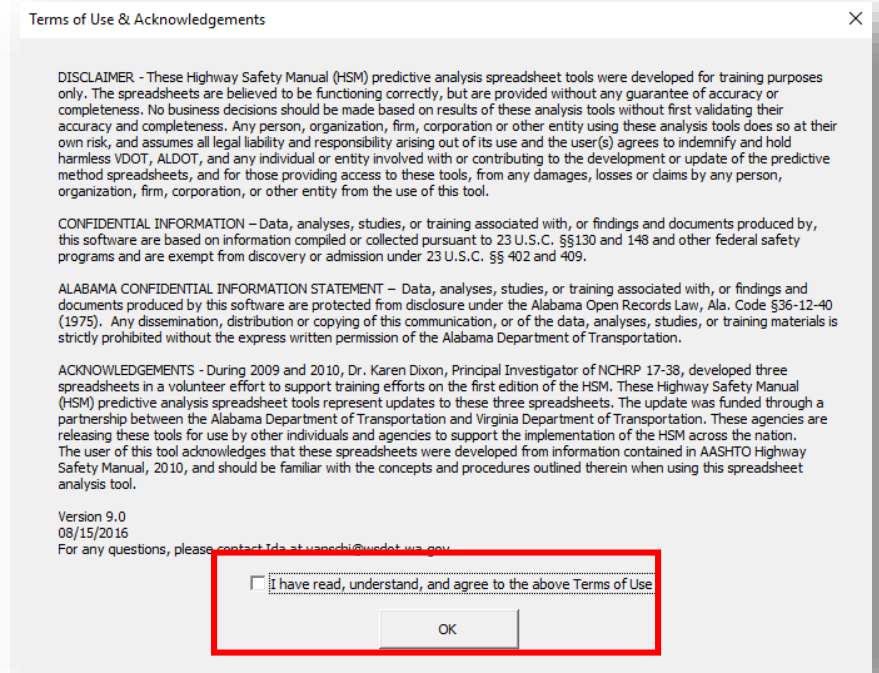 Terms of Use & Acknowledgements
DISCLAIMER - These Highway Safety Manual (HSM) predictive analysis spreadsheet tools were developed for training purposes
only. The spreadsheets are believed to be functioning correctly, but are provided without any guarantee of accuracy or
completeness. No business decisions should be made based on results of these analysis tools without first validating their
accuracy and completeness. Any person, organization, firm, corporation or other entity using these analysis tools does so at their
own risk, and assumes all legal liability and responsibility arising out of its use and the user(s) agrees to indemnify and hold
harmless VDOT, ALDOT, and any individual or entity involved with or contributing to the development or update of the predictive
method spreadsheets, and for those providing access to these tools, from any damages, losses or claims by any person,
organization, firm, corporation, or other entity from the use of this tool.
CONFIDENTIAL INFORMATION – Data, analyses, studies, or training associated with, or findings and documents produced by,
this software are based on information compiled or collected pursuant to 23 U.S.C. §§130 and 148 and other federal safety
programs and are exempt from discovery or admission under 23 U.S.C. §§ 402 and 409.
ALABAMA CONFIDENTIAL INFORMATION STATEMENT – Data, analyses, studies, or training associated with, or findings and
documents produced by this software are protected from disclosure under the Alabama Open Records Law, Ala. Code §36-12-40
(1975). Any dissemination, distribution or copying of this communication, or of the data, analyses, studies, or training materials is
strictly prohibited without the express written permission of the Alabama Department of Transportation.
ACKNOWLEDGEMENTS - During 2009 and 2010, Dr. Karen Dixon, Principal Investigator of NCHRP 17-38, developed three
spreadsheets in a volunteer effort to support training efforts on the first edition of the HSM. These Highway Safety Manual
(HSM) predictive analysis spreadsheet tools represent updates to these three spreadsheets. The update was funded through a
partnership between the Alabama Department of Transportation and Virginia Department of Transportation. These agencies are
releasing these tools for use by other individuals and agencies to support the implementation of the HSM across the nation.
The user of this tool acknowledges that these spreadsheets were developed from information contained in AASHTO Highway
Safety Manual, 2010, and should be familiar with the concepts and procedures outlined therein when using this spreadsheet
analysis tool.
Version 9.0
08/15/2016
For any questions, please contact Ida at
I have read, understand, and agree to the above Terms of Use
OK